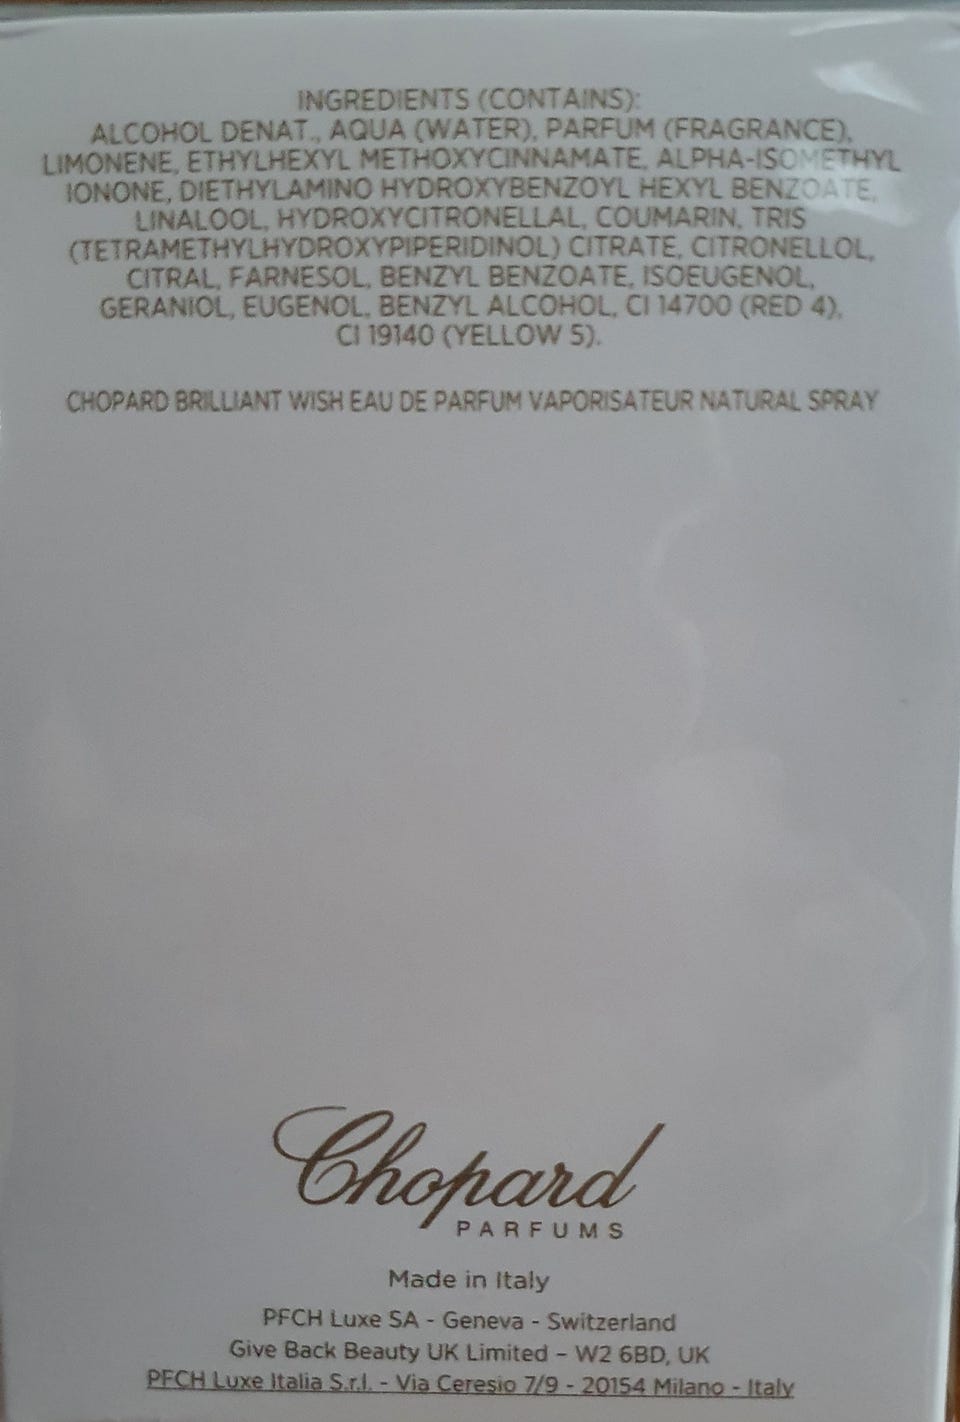 INGREDIENTS (CONTAINS):
ALCOHOL DENAT., AQUA (WATER), PARFUM (FRAGRANCE),
LIMONENE, ETHYLHEXYL METHOXYCINNAMATE, ALPHA-ISOMETHYL
IONONE, DIETHYLAMINO HYDROXYBENZOYL HEXYL BENZOATE,
LINALOOL, HYDROXYCITRONELLAL, COUMARIN, TRIS
(TETRAMETHYLHYDROXYPIPERIDINOL) CITRATE, CITRONELLOL,
CITRAL, FARNESOL, BENZYL BENZOATE, ISOEUGENOL,
GERANIOL, EUGENOL, BENZYL ALCOHOL, CI 14700 (RED 4),
CI 19140 (YELLOW 5).
CHOPARD BRILLIANT WISH EAU DE PARFUM VAPORISATEUR NATURAL SPRAY
Chopard
PARFUMS
Made in Italy
PFCH Luxe SA - Geneva - Switzerland
Give Back Beauty UK Limited – W2 6BD, UK
PFCH Luxe Italia S.r.l. - Via Ceresio 7/9 - 20154 Milano - Italy